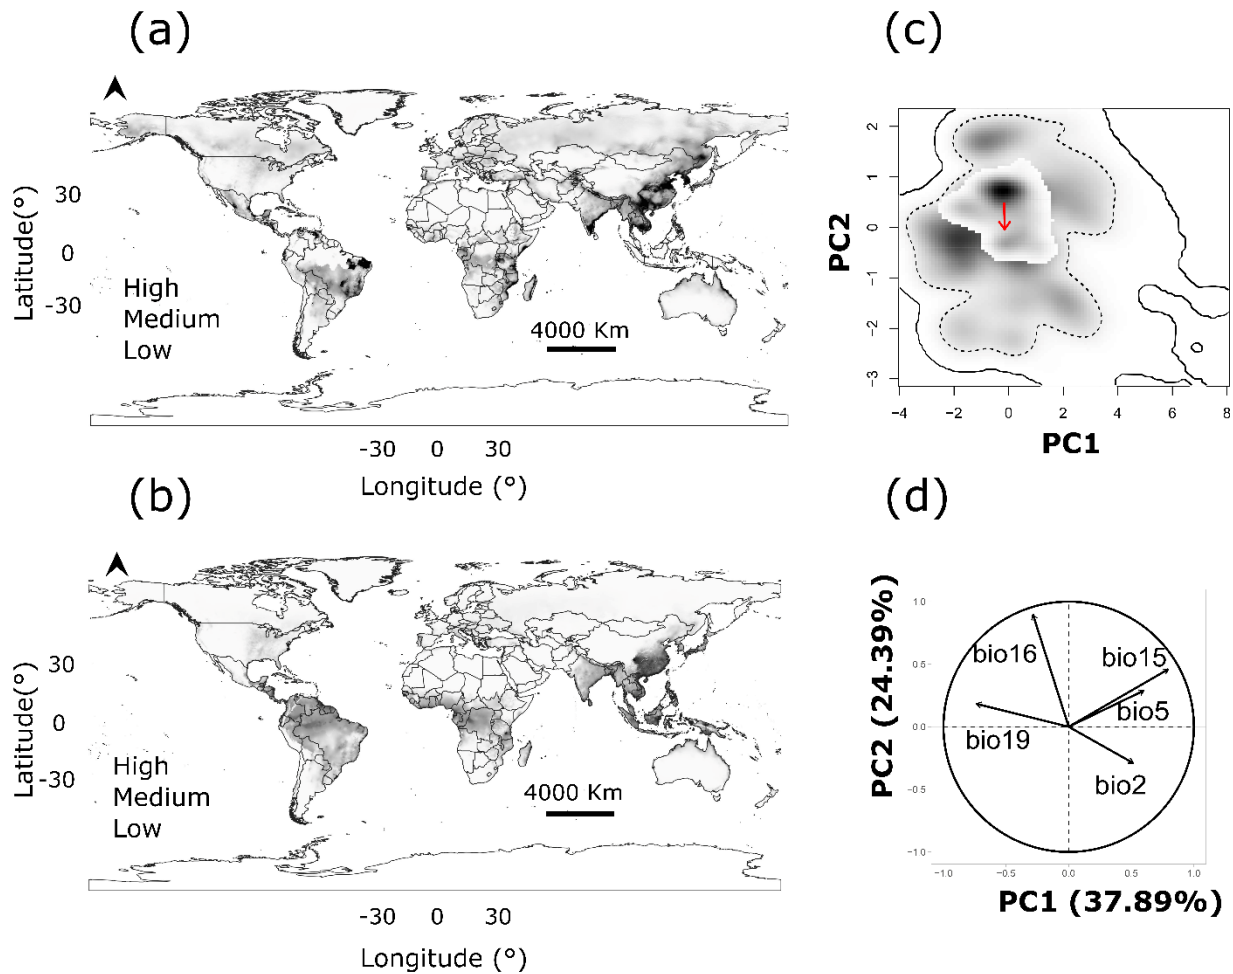 (a)
Latitude(°)
30
0
-30
High
Medium
Low
4000 Km
-30 0 30
Longitude (°)
(b)
Latitude(°)
30
0
-30
High
Medium
Low
4000 Km
-30 0 30
Longitude (°)
(c)
PC2
2
1
0
−1
−2
−3
−4 −2 0 2 4 6 8
PC1
(d)
PC2 (24.39%)
1.0
0.5
0.0
−0.5
−1.0
bio16
bio15
bio5
bio19
bio2
−1.0 −0.5 0.0 0.5 1.0
PC1 (37.89%)